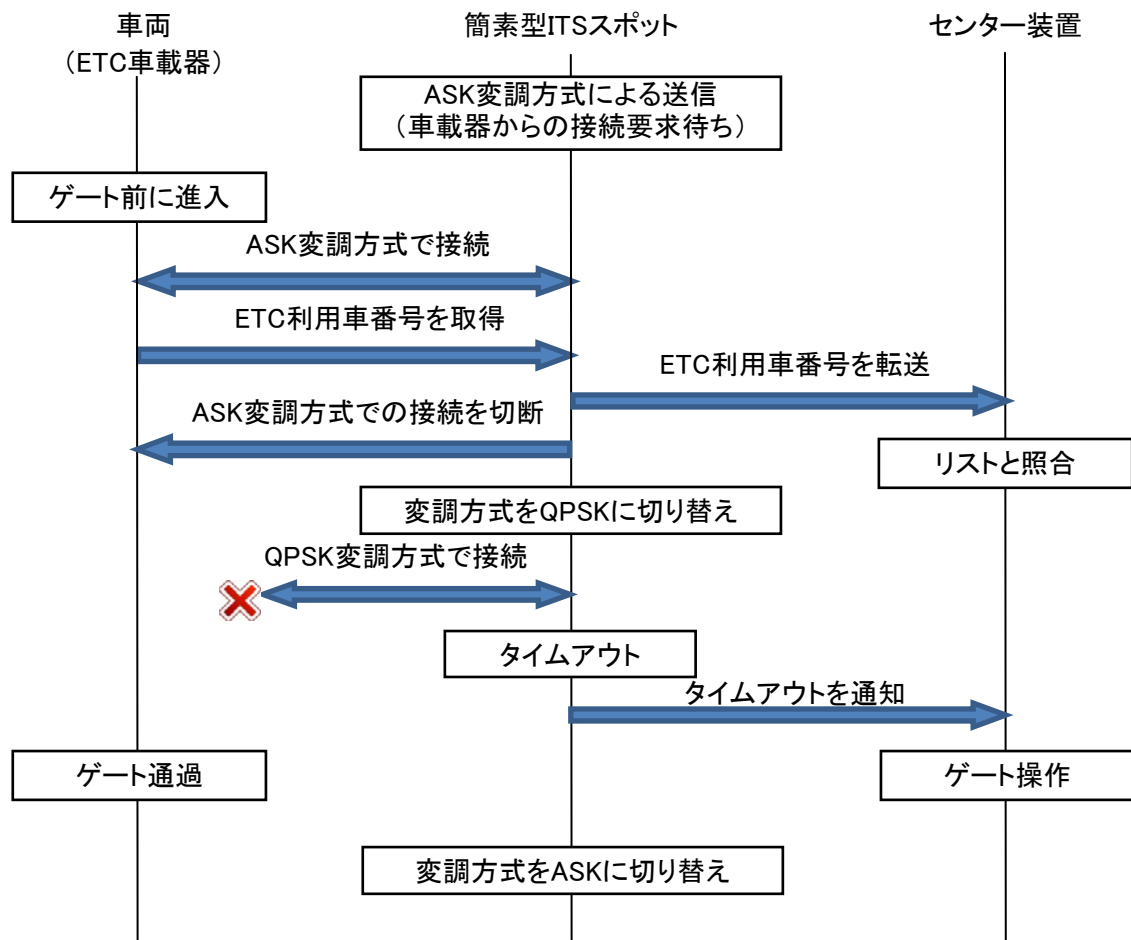 車両
（ETC車載器）
簡素型ITSスポット
センター装置
ASK変調方式による送信
（車載器からの接続要求待ち）
ゲート前に進入
ASK変調方式で接続
ETC利用車番号を取得
ETC利用車番号を転送
ASK変調方式での接続を切断
リストと照合
変調方式をQPSKに切り替え
QPSK変調方式で接続
タイムアウト
タイムアウトを通知
ゲート通過
ゲート操作
変調方式をASKに切り替え